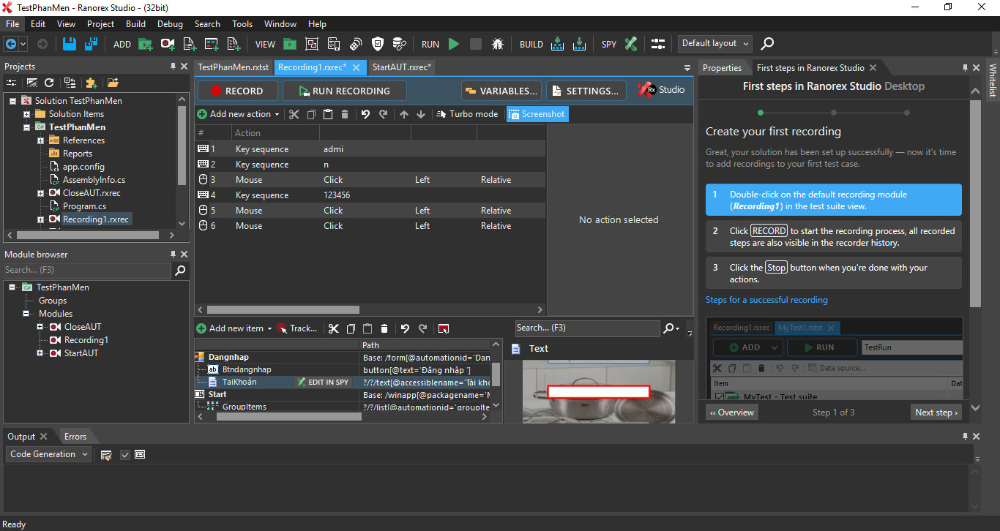 TestPhanMen - Ranorex Studio - (32bit)
File Edit View Project Build Debug Search Tools Window Help
ADD VIEW RUN BUILD SPY Default layout
Projects
Solution TestPhanMen
Solution Items
TestPhanMen
References
Reports
app.config
AssemblyInfo.cs
CloseAUT.rxrec
Program.cs
Recording1.rxrec
Module browser
Search... (F3)
TestPhanMen
Groups
Modules
CloseAUT
Recording1
StartAUT
TestPhanMen.rxtst Recording1.rxrec* StartAUT.rxrec*
RECORD RUN RECORDING VARIABLES... SETTINGS... Rx Studio
Add new action Turbo mode Screenshot
# Action
1 Key sequence admi
2 Key sequence n
3 Mouse Click Left Relative
4 Key sequence 123456
5 Mouse Click Left Relative
6 Mouse Click Left Relative
No action selected
Add new item Track... Search... (F3)
Path
Dangnhap Base: /form[@automationid='Dan
Btndangnhap button[@text='Đăng nhập ']
TaiKhoản EDIT IN SPY ?/?/text[@accessiblename='Tài kho
Start Base: /winapp[@packagename='M
GroupItems ?/?/list[@automationid='groupIte
Text
Properties First steps in Ranorex Studio
First steps in Ranorex Studio Desktop
Create your first recording
Great, your solution has been set up successfully — now it's time
to add recordings to your first test case.
1 Double-click on the default recording module
(Recording1) in the test suite view.
2 Click RECORD to start the recording process, all recorded
steps are also visible in the recorder history.
3 Click the Stop button when you're done with your
actions.
Steps for a successful recording
Recording1.rxrec MyTest1.rxtst
ADD RUN TestRun
Data source...
Item Dat
MyTest - Test suite
‹‹ Overview Step 1 of 3 Next step ›
Whitelist
Output Errors
Code Generation
Ready